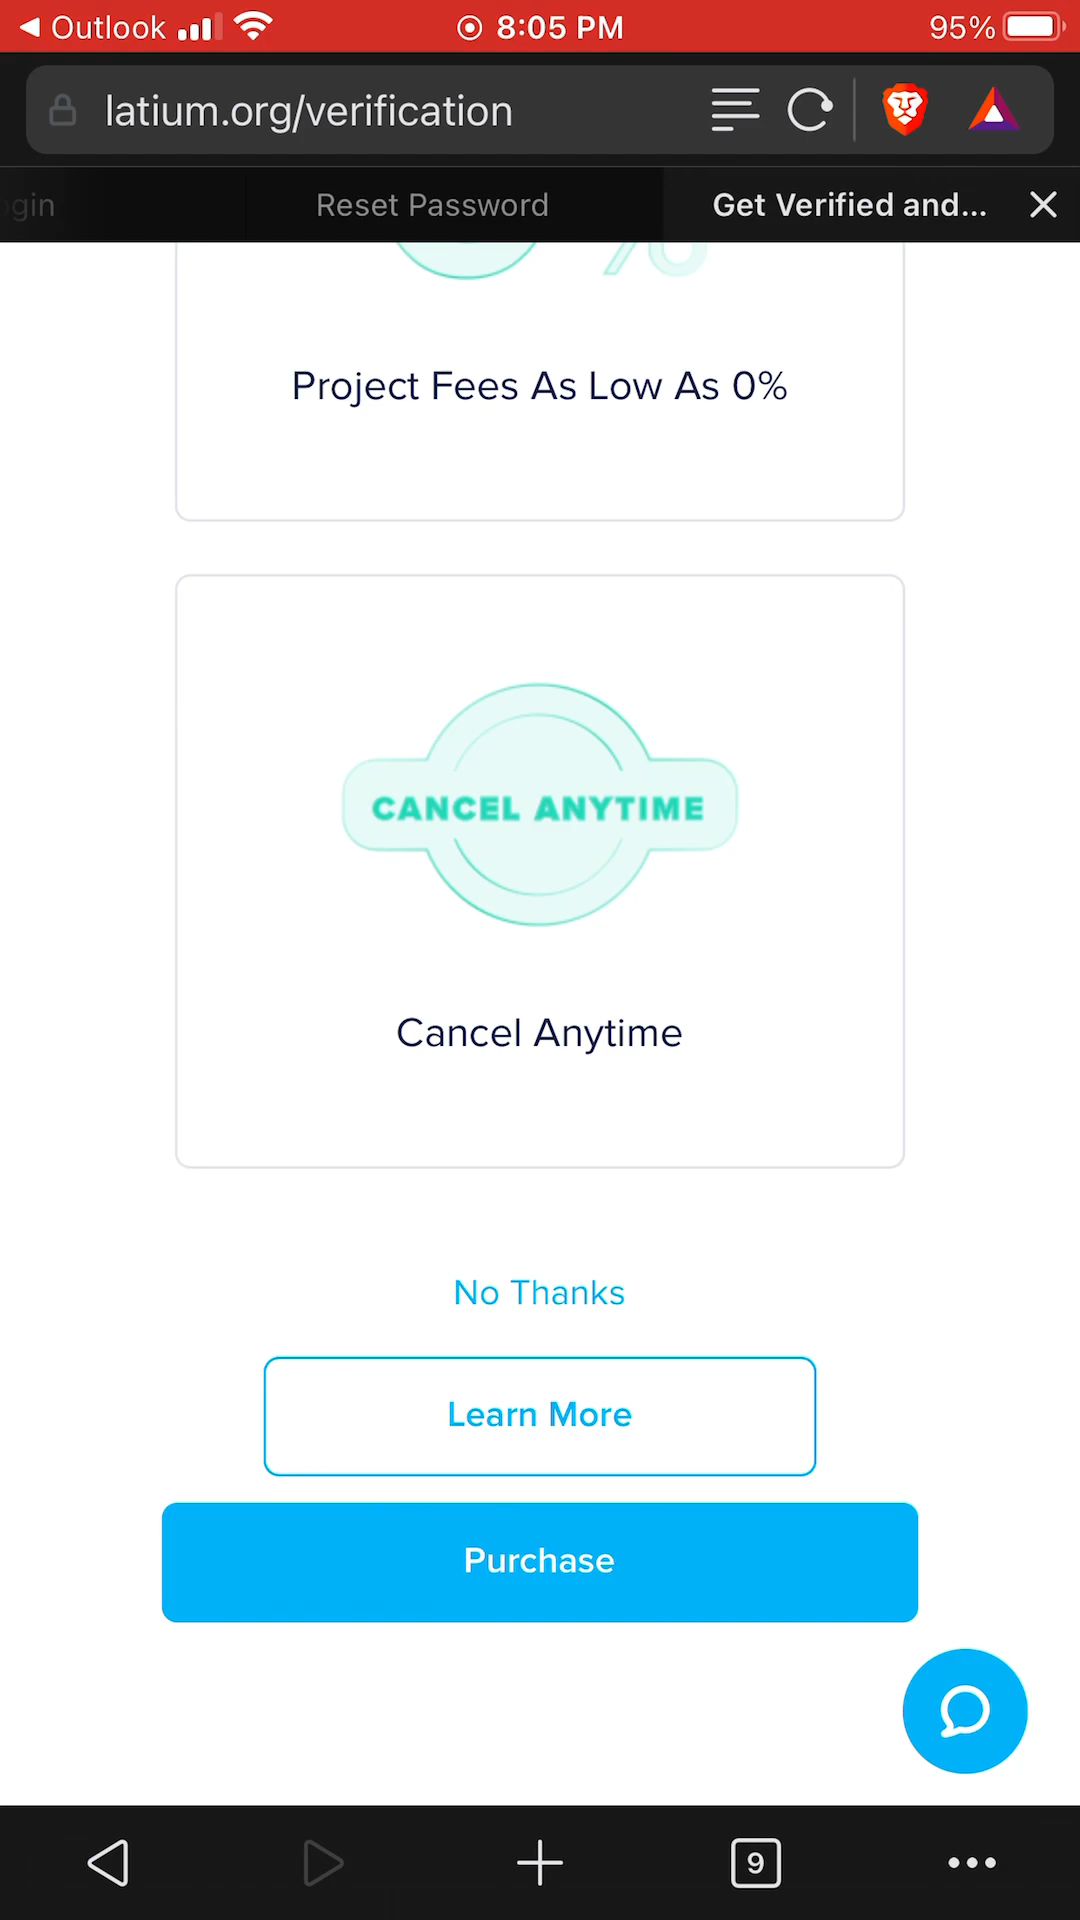 Outlook
8:05 PM
95%
latium.org/verification
Reset Password
Get Verified and...
%
Project Fees As Low As 0%
CANCEL ANYTIME
Cancel Anytime
No Thanks
Learn More
Purchase
9